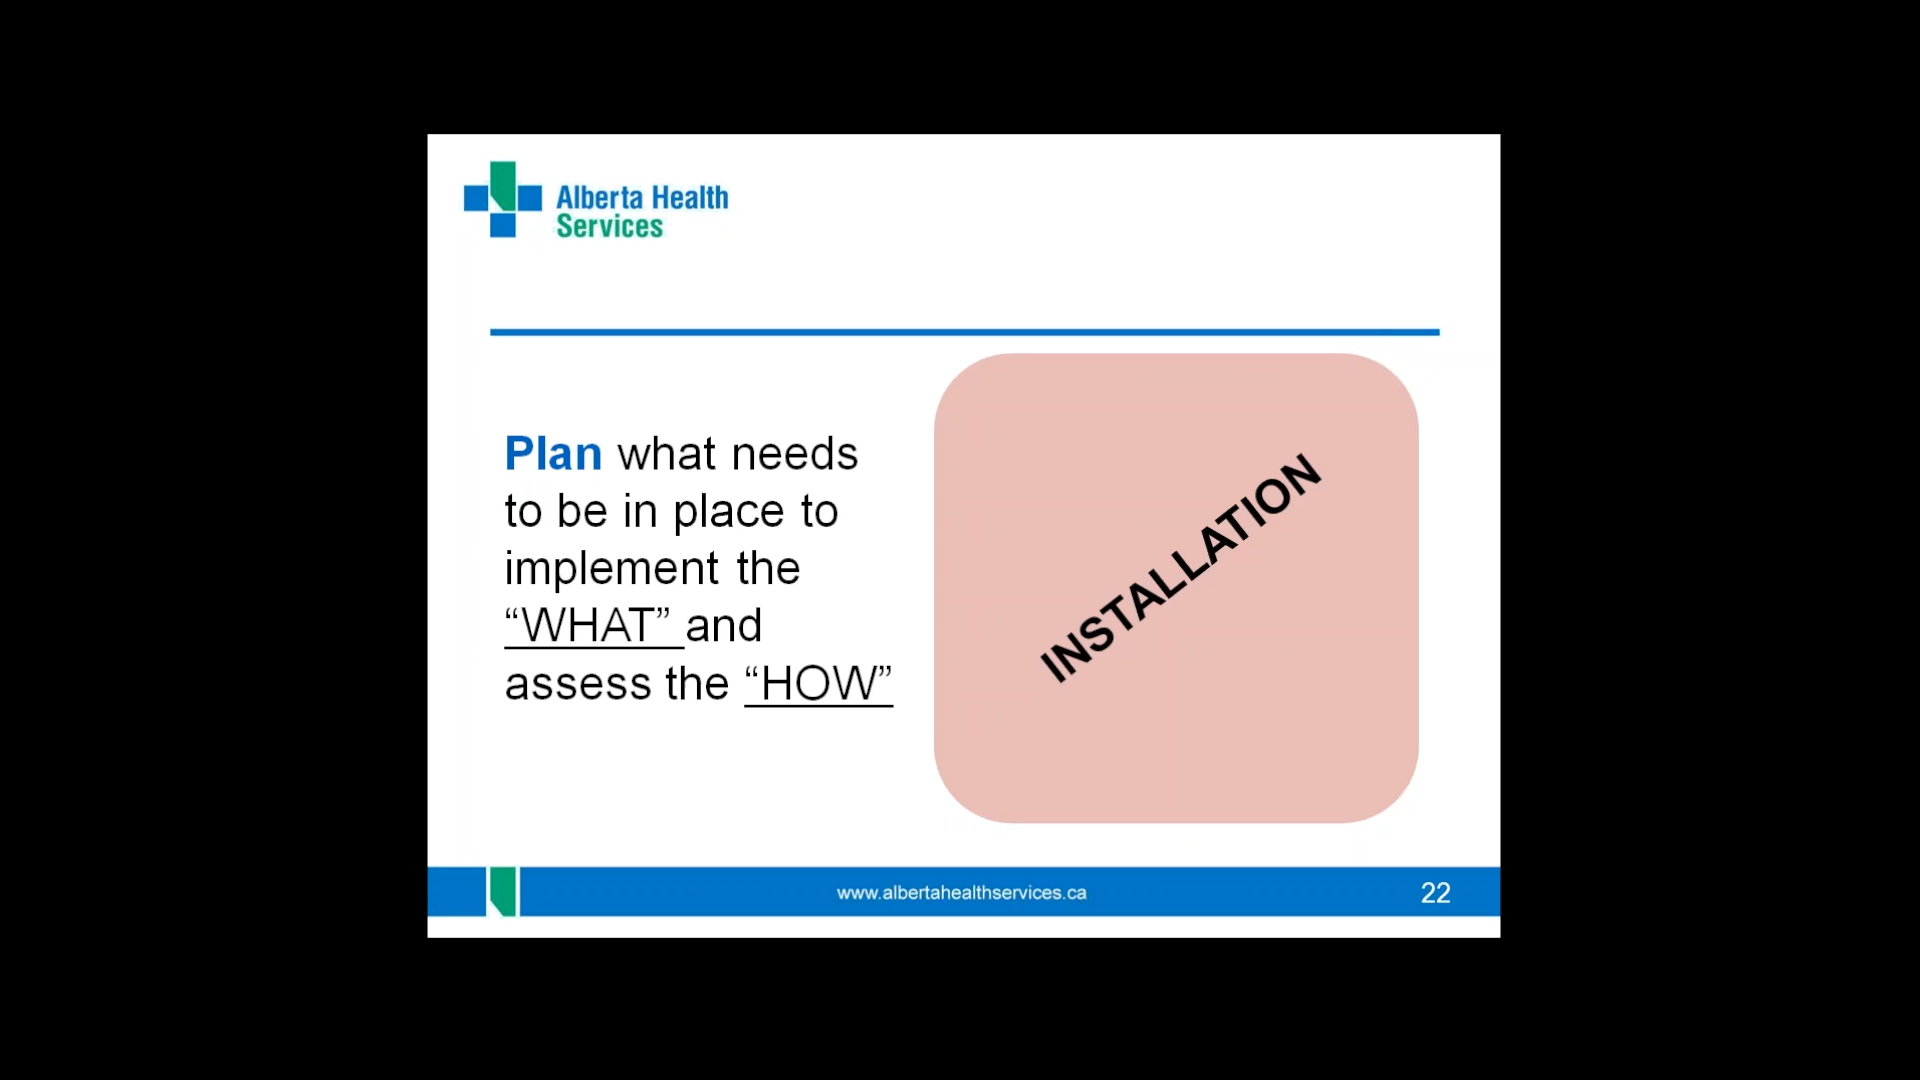 Alberta Health
Services
Plan what needs
to be in place to
implement the
“WHAT” and
assess the “HOW”
INSTALLATION
www.albertahealthservices.ca
22